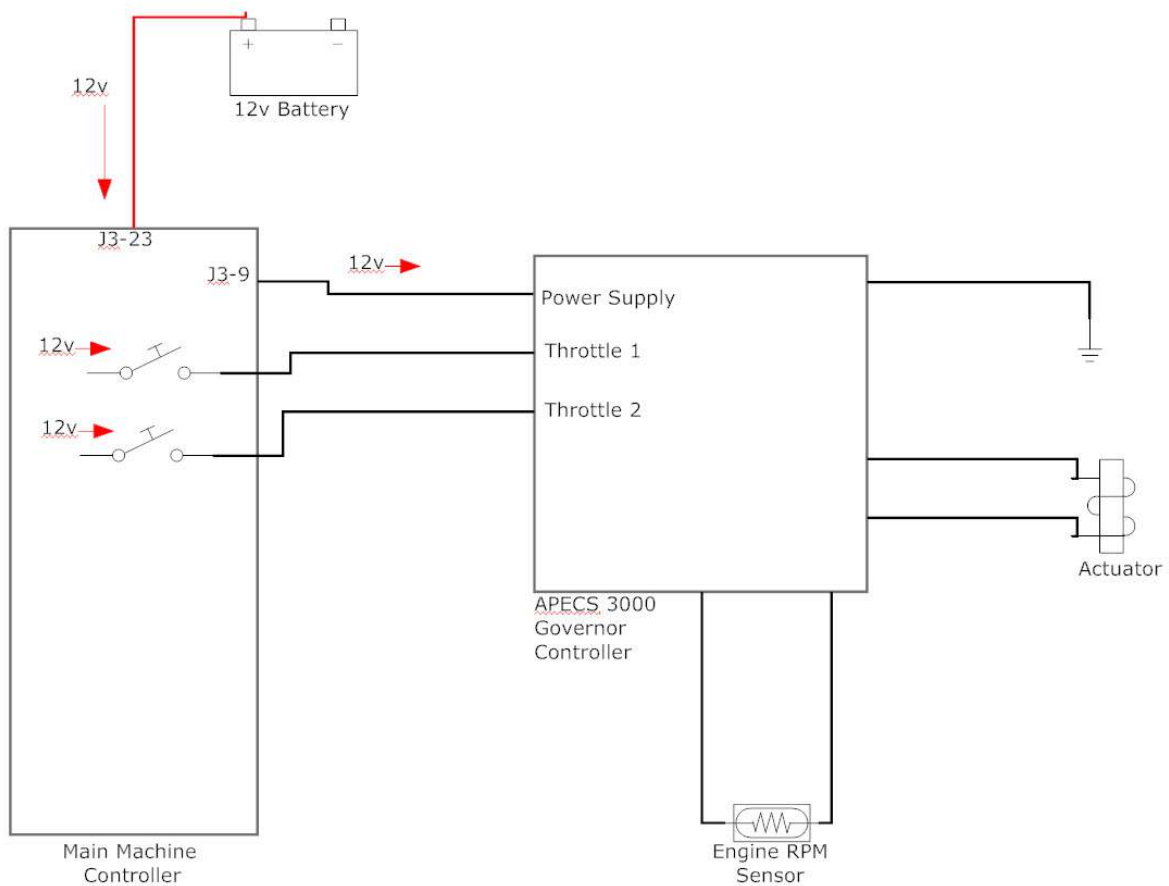 + -
12v Battery
12v
J3-23
J3-9
12v
Power Supply
12v
Throttle 1
12v
Throttle 2
Actuator
APECS 3000
Governor
Controller
Main Machine
Controller
Engine RPM
Sensor